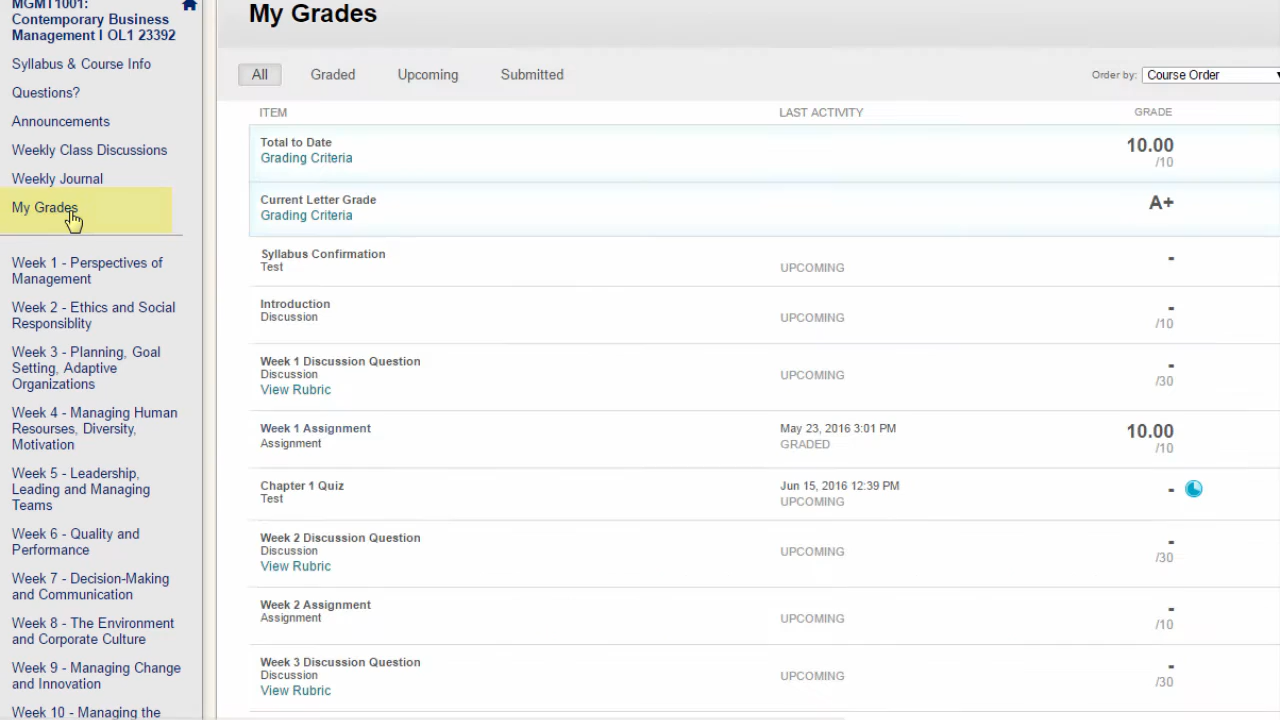 MGMT1001:
Contemporary Business
Management I OL1 23392
Syllabus & Course Info
Questions?
Announcements
Weekly Class Discussions
Weekly Journal
My Grades
Week 1 - Perspectives of
Management
Week 2 - Ethics and Social
Responsiblity
Week 3 - Planning, Goal
Setting, Adaptive
Organizations
Week 4 - Managing Human
Resourses, Diversity,
Motivation
Week 5 - Leadership,
Leading and Managing
Teams
Week 6 - Quality and
Performance
Week 7 - Decision-Making
and Communication
Week 8 - The Environment
and Corporate Culture
Week 9 - Managing Change
and Innovation
Week 10 - Managing the
My Grades
All Graded Upcoming Submitted Order by: Course Order
ITEM LAST ACTIVITY GRADE
Total to Date 10.00
Grading Criteria /10
Current Letter Grade A+
Grading Criteria
Syllabus Confirmation -
Test UPCOMING
Introduction -
Discussion UPCOMING /10
Week 1 Discussion Question -
Discussion UPCOMING /30
View Rubric
Week 1 Assignment May 23, 2016 3:01 PM 10.00
Assignment GRADED /10
Chapter 1 Quiz Jun 15, 2016 12:39 PM -
Test UPCOMING
Week 2 Discussion Question -
Discussion UPCOMING /30
View Rubric
Week 2 Assignment -
Assignment UPCOMING /10
Week 3 Discussion Question -
Discussion UPCOMING /30
View Rubric